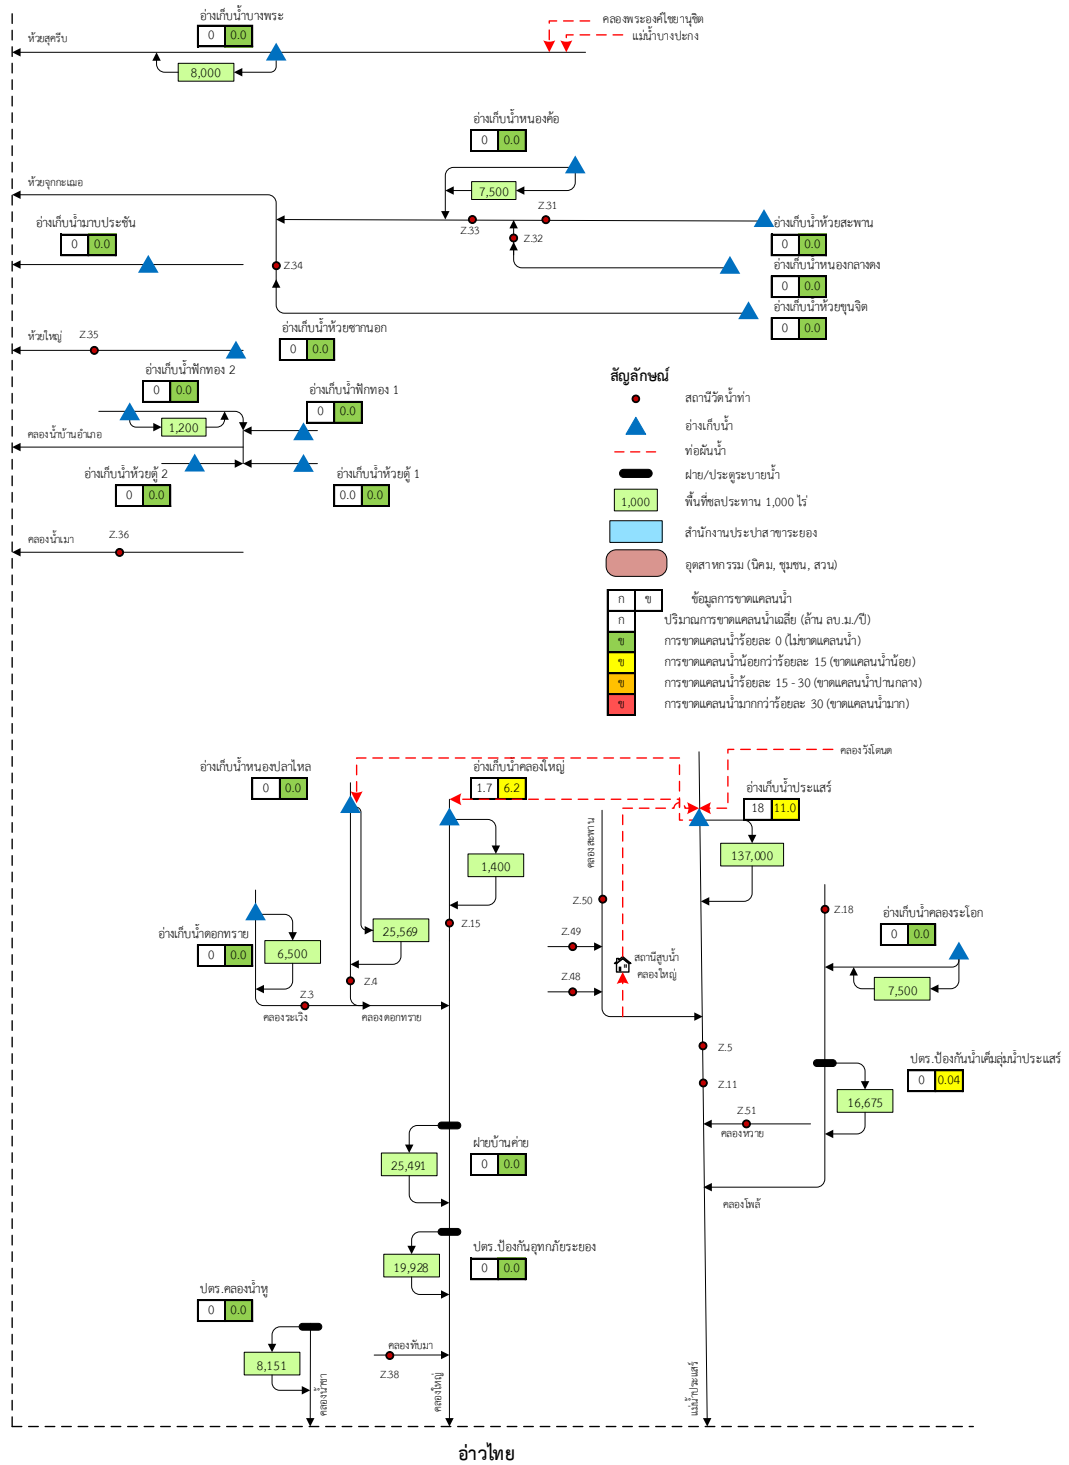 อ่างเก็บน้ำบางพระ
0 0.0
คลองพระองค์ไชยานุชิต
แม่น้ำบางปะกง
ห้วยสุครีบ
8,000
อ่างเก็บน้ำหนองค้อ
0 0.0
ห้วยจุกกะเฌอ
7,500
Z.31
อ่างเก็บน้ำมาบประชัน
0 0.0
Z.33
Z.32
อ่างเก็บน้ำห้วยสะพาน
0 0.0
Z.34
อ่างเก็บน้ำหนองกลางดง
0 0.0
อ่างเก็บน้ำห้วยขุนจิต
0 0.0
ห้วยใหญ่
Z.35
อ่างเก็บน้ำห้วยซากนอก
0 0.0
อ่างเก็บน้ำฟักทอง 2
0 0.0
อ่างเก็บน้ำฟักทอง 1
0 0.0
1,200
คลองน้ำบ้านอำเภอ
อ่างเก็บน้ำห้วยตู้ 2
0 0.0
อ่างเก็บน้ำห้วยตู้ 1
0.0 0.0
คลองน้ำเมา
Z.36
สัญลักษณ์
สถานีวัดน้ำท่า
อ่างเก็บน้ำ
ท่อผันน้ำ
ฝาย/ประตูระบายน้ำ
1,000 พื้นที่ชลประทาน 1,000 ไร่
สำนักงานประปาสาขาระยอง
อุตสาหกรรม (นิคม, ชุมชน, สวน)
ก ข ข้อมูลการขาดแคลนน้ำ
ก ปริมาณการขาดแคลนน้ำเฉลี่ย (ล้าน ลบ.ม./ปี)
ข การขาดแคลนน้ำร้อยละ 0 (ไม่ขาดแคลนน้ำ)
ข การขาดแคลนน้ำน้อยกว่าร้อยละ 15 (ขาดแคลนน้ำน้อย)
ข การขาดแคลนน้ำร้อยละ 15 - 30 (ขาดแคลนน้ำปานกลาง)
ข การขาดแคลนน้ำมากกว่าร้อยละ 30 (ขาดแคลนน้ำมาก)
คลองวังโตนด
อ่างเก็บน้ำหนองปลาไหล
0 0.0
อ่างเก็บน้ำคลองใหญ่
1.7 6.2
อ่างเก็บน้ำประแสร์
18 11.0
คลองสะพาน
137,000
1,400
Z.50
Z.18
อ่างเก็บน้ำคลองระโอก
0 0.0
อ่างเก็บน้ำดอกทราย
0 0.0
6,500
25,569
Z.15
Z.49
สถานีสูบน้ำ
คลองใหญ่
Z.48
7,500
Z.4
Z.3
คลองระเวิง
คลองดอกทราย
Z.5
Z.11
ปตร.ป้องกันน้ำเค็มลุ่มน้ำประแสร์
0 0.04
16,675
Z.51
คลองหวาย
ฝายบ้านค่าย
0 0.0
25,491
คลองโพล้
ปตร.ป้องกันอุทกภัยระยอง
0 0.0
19,928
ปตร.คลองน้ำหู
0 0.0
คลองทับมา
Z.38
8,151
คลองน้ำชา
คลองใหญ่
แม่น้ำประแสร์
อ่าวไทย